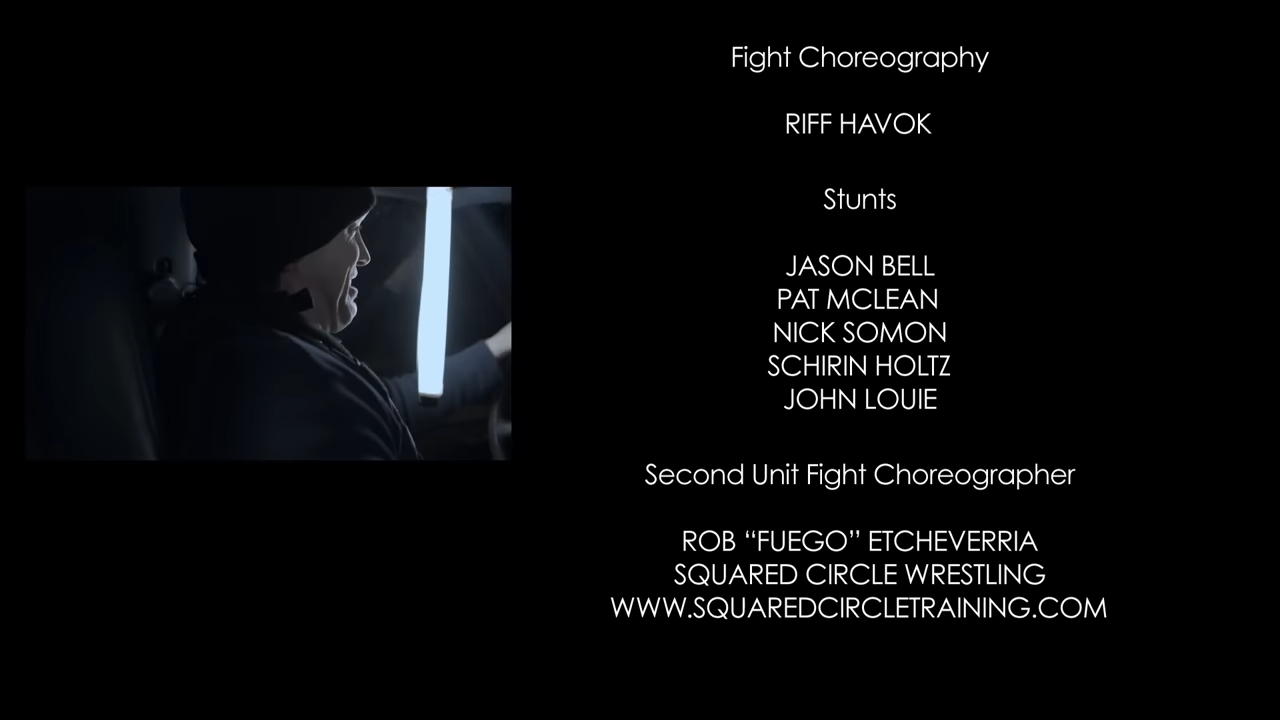 Fight Choreography
RIFF HAVOK
Stunts
JASON BELL
PAT MCLEAN
NICK SOMON
SCHIRIN HOLTZ
JOHN LOUIE
Second Unit Fight Choreographer
ROB “FUEGO” ETCHEVERRIA
SQUARED CIRCLE WRESTLING
WWW.SQUAREDCIRCLETRAINING.COM